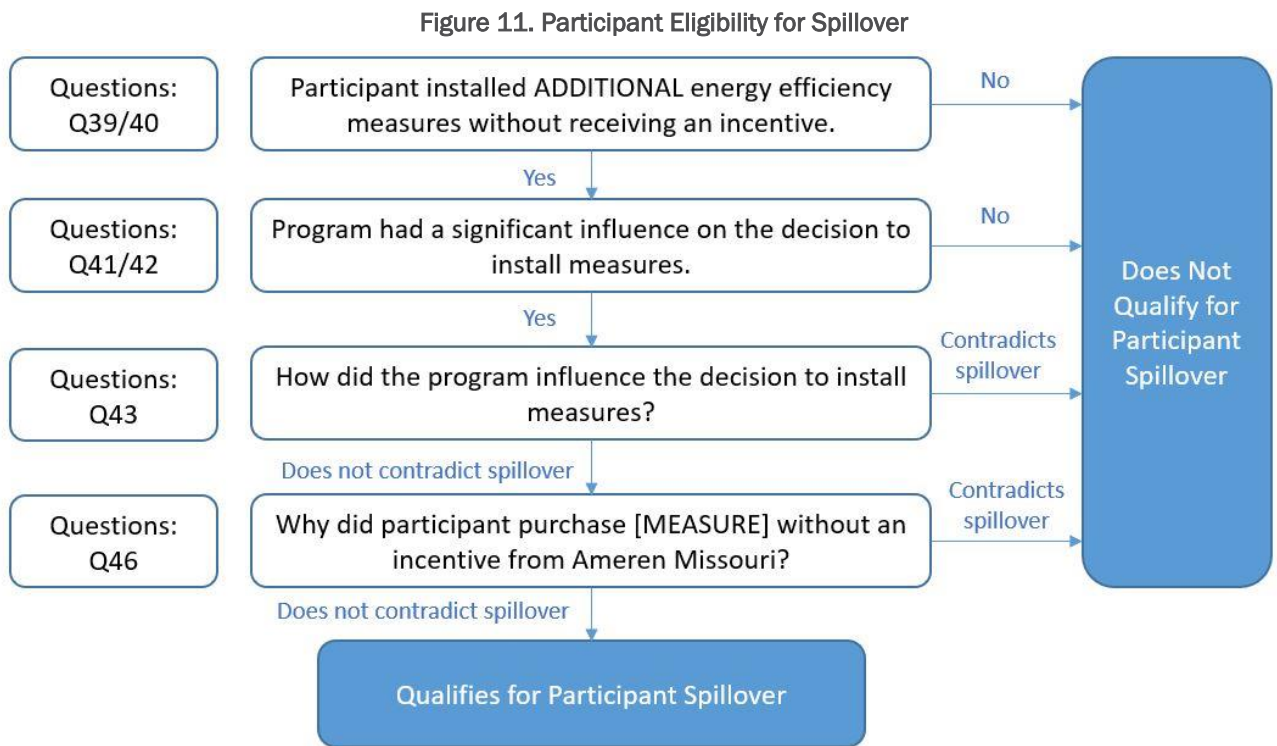 Figure 11. Participant Eligibility for Spillover
Questions:
Q39/40
Participant installed ADDITIONAL energy efficiency
measures without receiving an incentive.
No
Yes
Questions:
Q41/42
Program had a significant influence on the decision to
install measures.
No
Yes
Questions:
Q43
How did the program influence the decision to install
measures?
Contradicts
spillover
Does not contradict spillover
Questions:
Q46
Why did participant purchase [MEASURE] without an
incentive from Ameren Missouri?
Contradicts
spillover
Does not contradict spillover
Does Not
Qualify for
Participant
Spillover
Qualifies for Participant Spillover